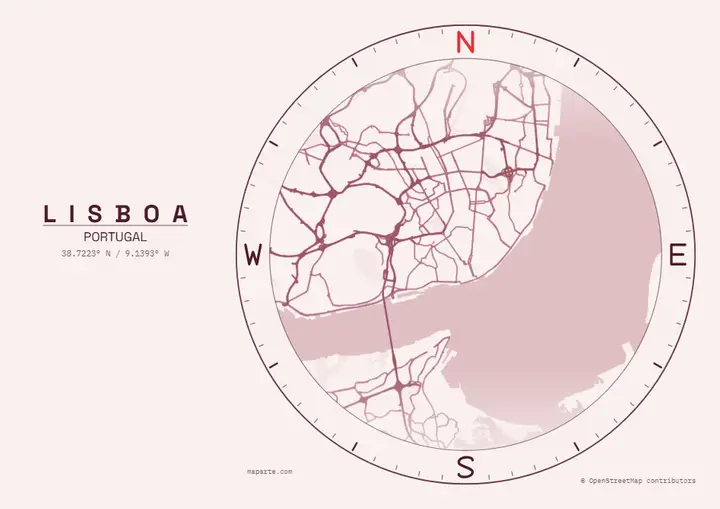 LISBOA
PORTUGAL
38.7223° N / 9.1393° W
N
W
E
S
maparte.com
© OpenStreetMap contributors